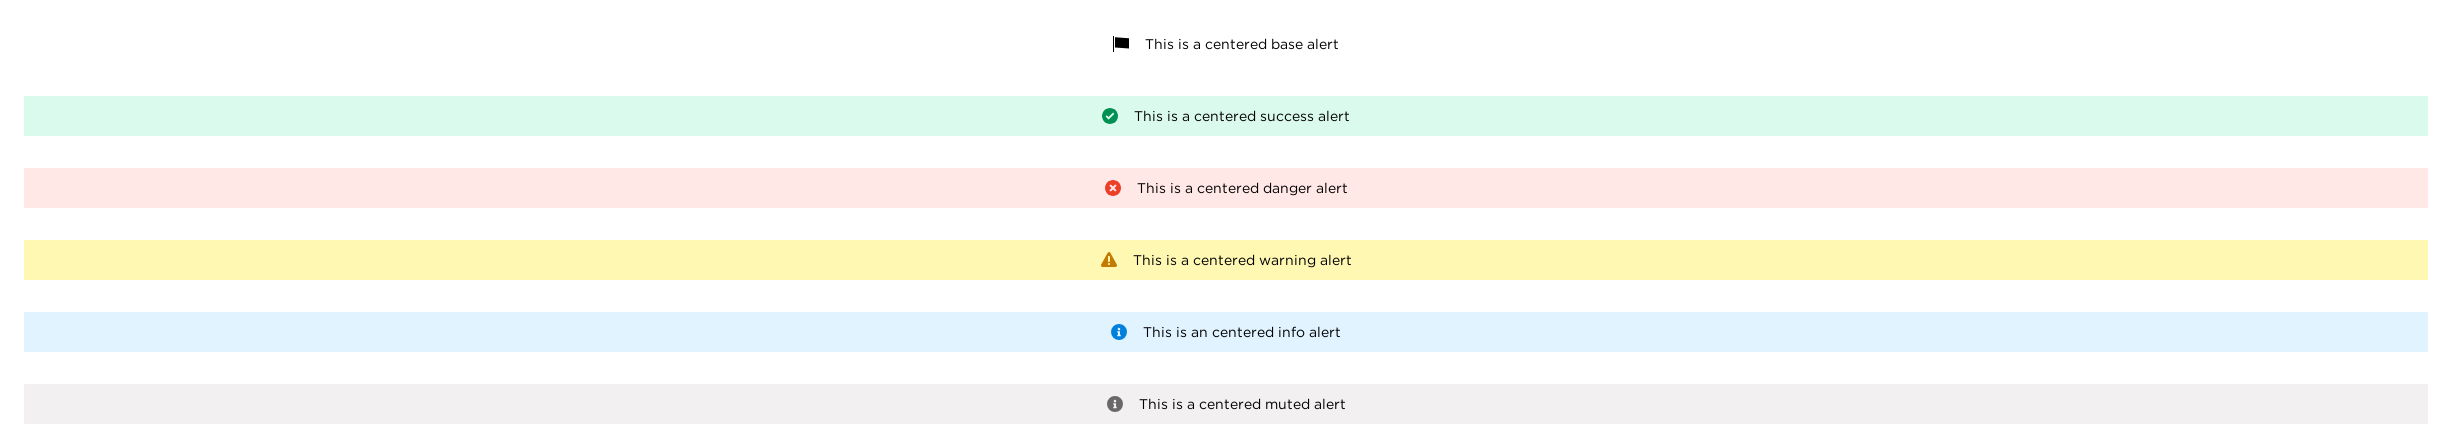 This is a centered base alert
This is a centered success alert
This is a centered danger alert
This is a centered warning alert
This is an centered info alert
This is a centered muted alert